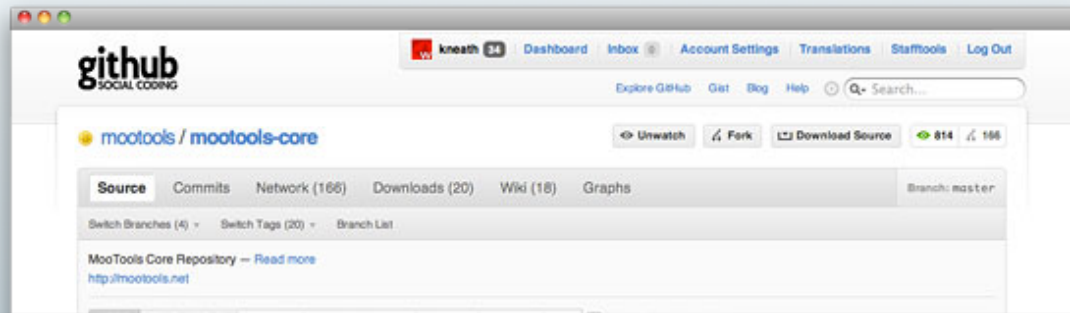 github
SOCIAL CODING
kneath 34 Dashboard Inbox 0 Account Settings Translations Stafftools Log Out
Explore GitHub Gist Blog Help Search...
mootools / mootools-core
Unwatch Fork Download Source 814 166
Source Commits Network (166) Downloads (20) Wiki (18) Graphs Branch: master
Switch Branches (4) Switch Tags (20) Branch List
MooTools Core Repository — Read more
http://mootools.net